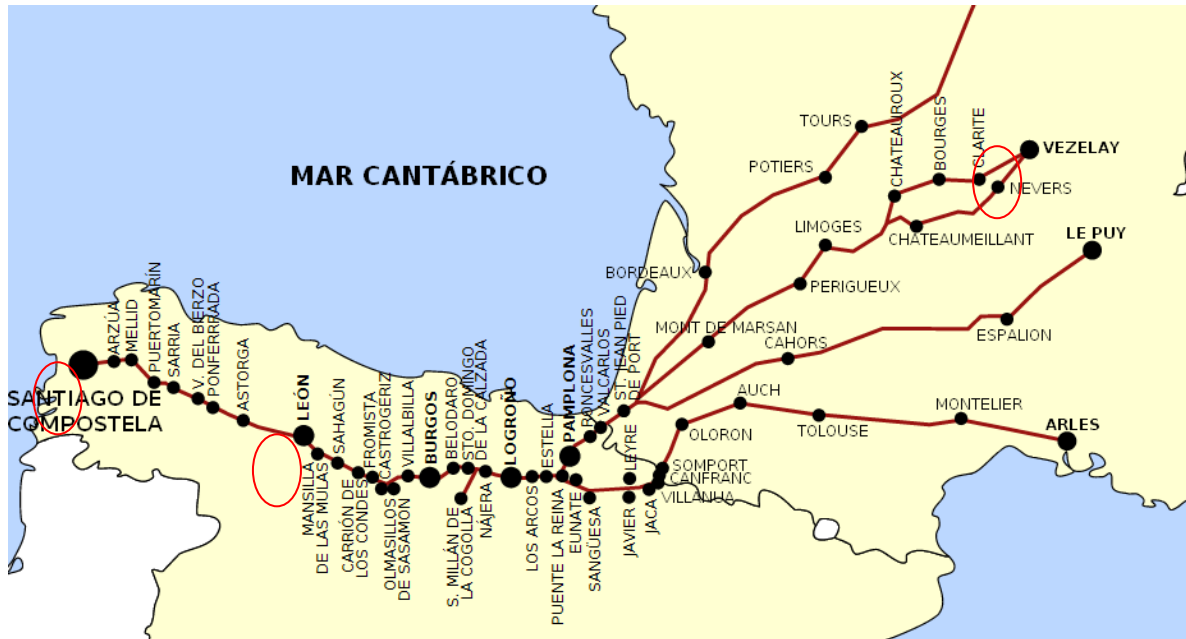 TOURS
CHATEAUROUX
BOURGES
CLARITE
VEZELAY
POTIERS
NEVERS
MAR CANTÁBRICO
LIMOGES
CHÂTEAUMEILLANT
LE PUY
BORDEAUX
PERIGUEUX
MONT DE MARSAN
CAHORS
ESPALION
ARZÚA
MELLID
PUERTOMARÍN
SARRIA
V. DEL BIERZO
PONFERRADA
ASTORGA
LEÓN
SAHAGÚN
FROMISTA
CASTROGERIZ
VILLALBILLA
BURGOS
BELODARO
STO. DOMINGO
DE LA CALZADA
LOGROÑO
ESTELLA
PAMPLONA
RONCESVALLES
VALCARLOS
ST. JEAN PIED
DE PORT
SANTIAGO DE
COMPOSTELA
AUCH
OLORON
TOLOUSE
MONTELIER
ARLES
LEYRE
SOMPORT
CANFRANC
VILLANUA
MANSILLA
DE LAS MULAS
CARRIÓN DE
LOS CONDES
OLMASILLOS
DE SASAMON
S. MILLÁN DE
LA COGOLLA
NÁJERA
LOS ARCOS
PUENTE LA REINA
EUNATE
SANGÜESA
JAVIER
JACA